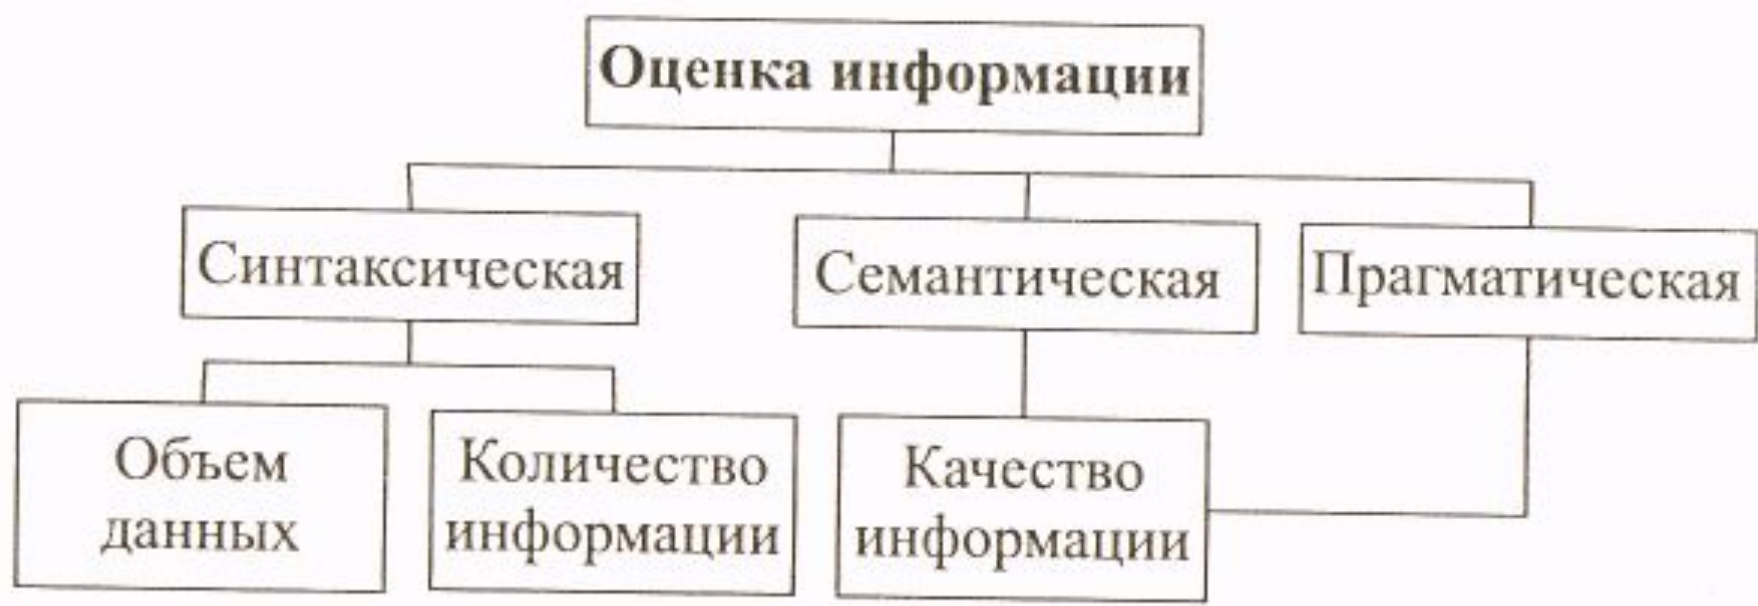 Оценка информации
Синтаксическая
Семантическая
Прагматическая
Объем
данных
Количество
информации
Качество
информации